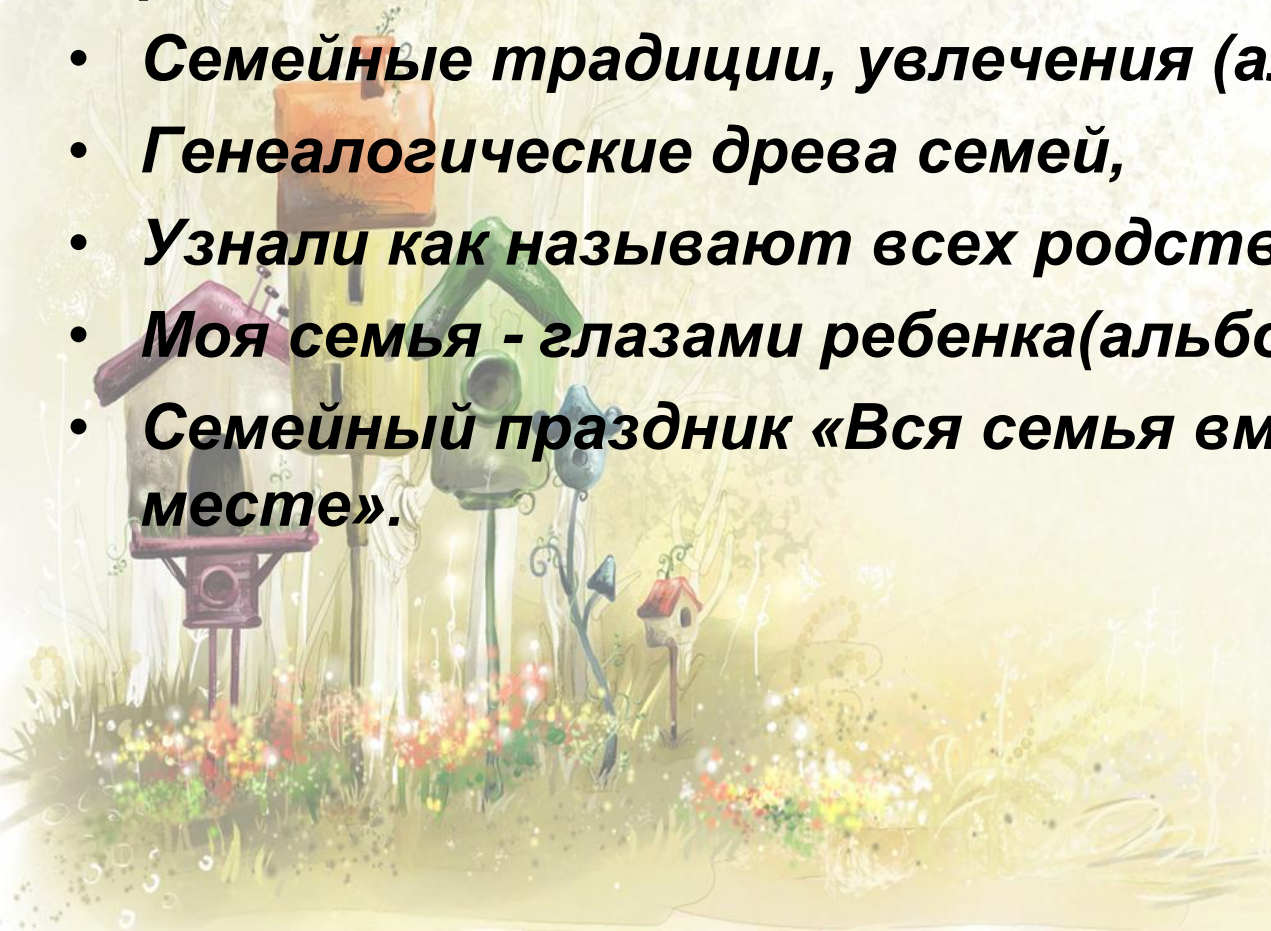 • Семейные традиции, увлечения
• Генеалогические древа семей,
• Узнали как называют всех
• Моя семья - глазами ребенка
• Семейный праздник «Вся семья
месте».